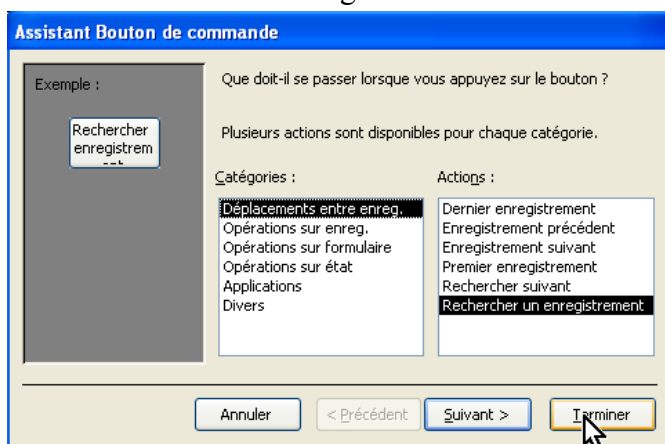 Assistant Bouton de commande
Exemple :
Rechercher
enregistrem
Que doit-il se passer lorsque vous appuyez sur le bouton ?
Plusieurs actions sont disponibles pour chaque catégorie.
Catégories :
Déplacements entre enreg.
Opérations sur enreg.
Opérations sur formulaire
Opérations sur état
Applications
Divers
Actions :
Dernier enregistrement
Enregistrement précédent
Enregistrement suivant
Premier enregistrement
Rechercher suivant
Rechercher un enregistrement
Annuler
< Précédent
Suivant >
Terminer